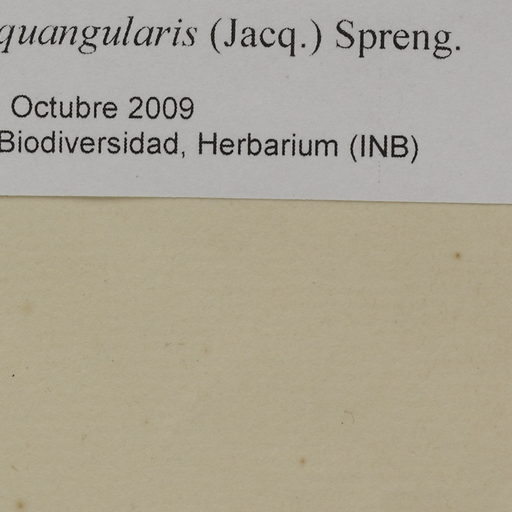 quangularis (Jacq.) Spreng.
Octubre 2009
Biodiversidad, Herbarium (INB)